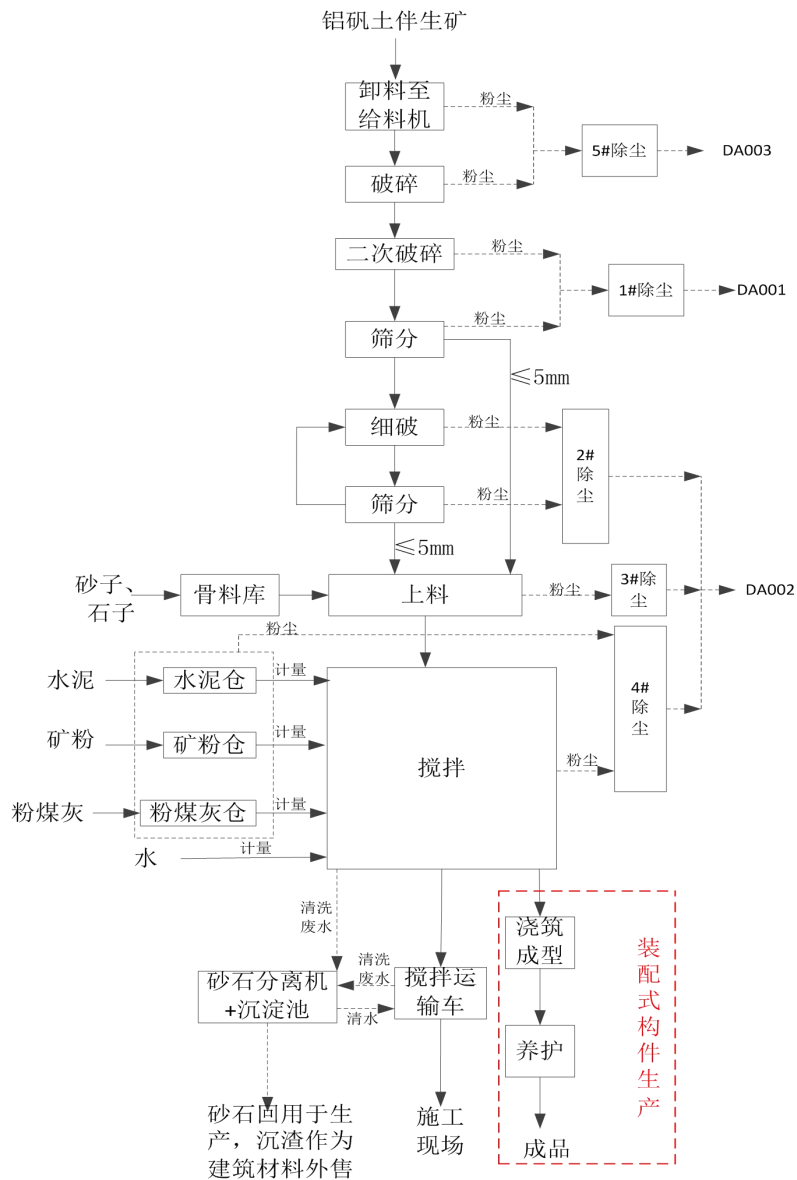 铝矾土伴生矿
卸料至
给料机
粉尘
5#除尘
DA003
破碎
粉尘
二次破碎
粉尘
1#除尘
DA001
粉尘
筛分
≤5mm
细破
粉尘
2#
除
尘
筛分
粉尘
≤5mm
砂子、
石子
骨料库
上料
粉尘
3#除
尘
DA002
粉尘
水泥
水泥仓
计量
4#
除
尘
矿粉
矿粉仓
计量
搅拌
粉尘
粉煤灰
粉煤灰仓
计量
水
计量
清洗
废水
清洗
废水
砂石分离机
+沉淀池
清水
搅拌运
输车
浇筑
成型
装
配
式
构
件
生
产
养护
砂石回用于生
产，沉渣作为
建筑材料外售
施工
现场
成品